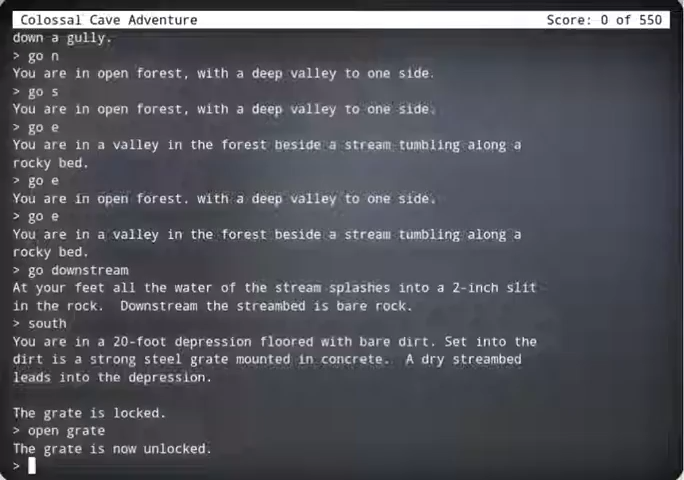 Colossal Cave Adventure Score: 0 of 550
down a gully.
> go n
You are in open forest, with a deep valley to one side.
> go s
You are in open forest, with a deep valley to one side.
> go e
You are in a valley in the forest beside a stream tumbling along a
rocky bed.
> go e
You are in open forest. with a deep valley to one side.
> go e
You are in a valley in the forest beside a stream tumbling along a
rocky bed.
> go downstream
At your feet all the water of the stream splashes into a 2-inch slit
in the rock. Downstream the streambed is bare rock.
> south
You are in a 20-foot depression floored with bare dirt. Set into the
dirt is a strong steel grate mounted in concrete. A dry streambed
leads into the depression.
The grate is locked.
> open grate
The grate is now unlocked.
>